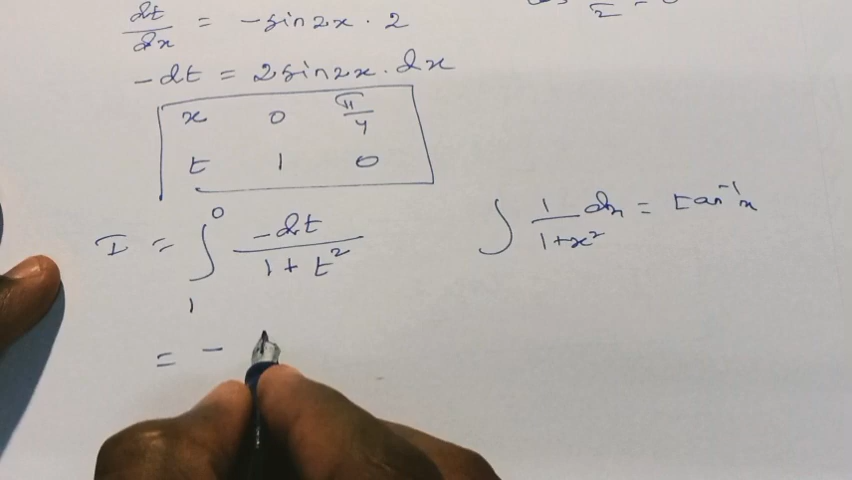 dt/dx = -sin2x · 2
-dt = 2sin2x · dx
x 0 π/4
t 1 0
I = ∫₁⁰ -dt/(1+t²)
∫ 1/(1+x²) dx = tan⁻¹x
= -